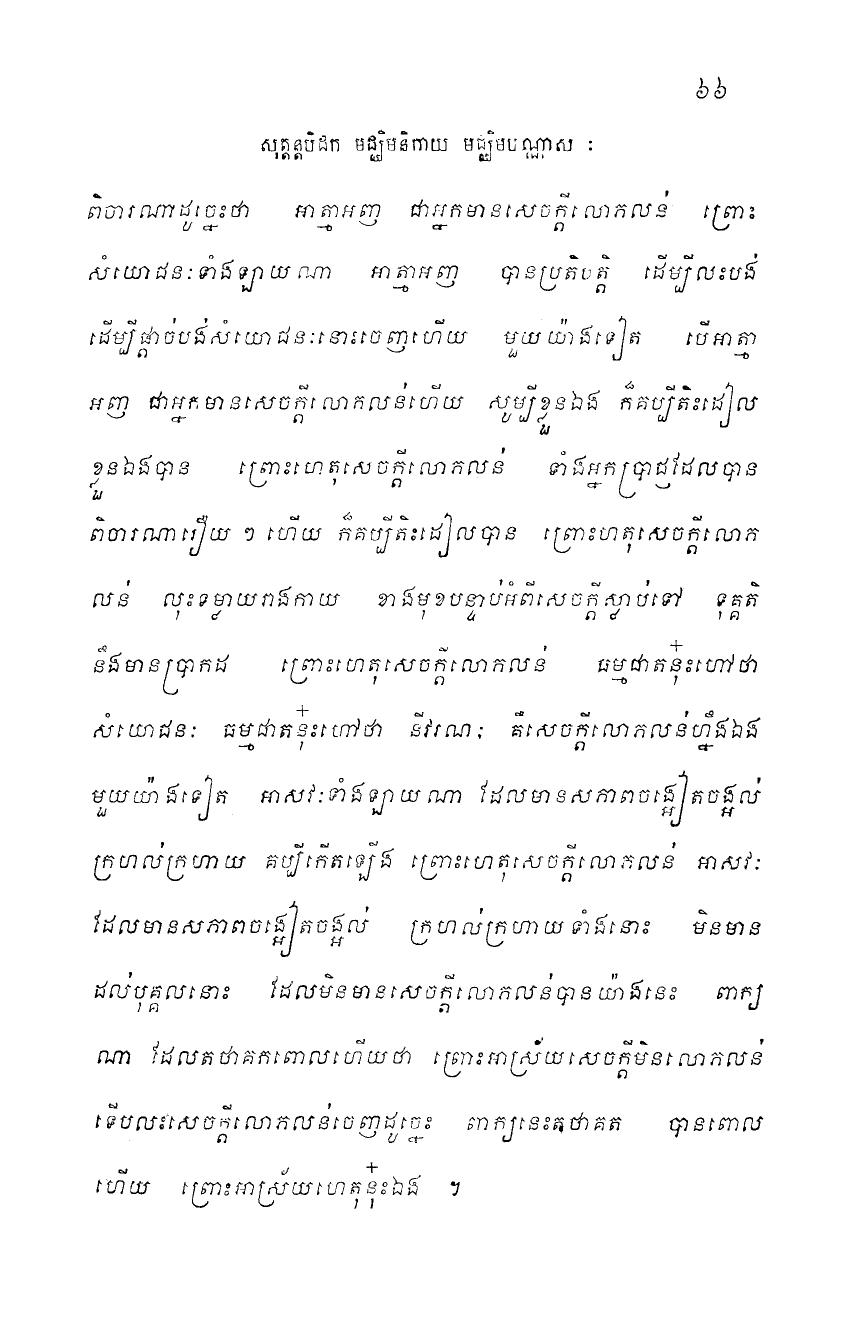 ៦៦
សុត្តន្តបិដក មជ្ឈិមនិកាយ មជ្ឈិមបណ្ណាស :
ពិចារណាដូច្នេះថា អាត្មាអញ ជាអ្នកមានសេចក្តីលោភលន់ ព្រោះ
សំយោជនៈទាំងឡាយណា អាត្មាអញ បានប្រតិបត្តិ ដើម្បីលះបង់
ដើម្បីផ្តាច់បង់សំយោជនៈនោះចេញហើយ មួយយ៉ាងទៀត បើអាត្មា
អញ ជាអ្នកមានសេចក្តីលោភលន់ហើយ សូម្បីខ្លួនឯង ក៏គប្បីតិះដៀល
ខ្លួនឯងបាន ព្រោះហេតុសេចក្តីលោភលន់ ទាំងអ្នកប្រាជ្ញដែលបាន
ពិចារណារឿយ ៗ ហើយ ក៏គប្បីតិះដៀលបាន ព្រោះហតុសេចក្តីលោភ
លន់ លុះទម្លាយរាងកាយ ខាងមុខបន្ទាប់អំពីសេចក្តីស្លាប់ទៅ ទុគ្គតិ
នឹងមានប្រាកដ ព្រោះហេតុសេចក្តីលោភលន់ ធម្មជាតនុ៎ះហៅថា
សំយោជនៈ ធម្មជាតនុ៎ះហៅថា នីវរណៈ គឺសេចក្តីលោភលន់ហ្នឹងឯង
មួយយ៉ាងទៀត អាសវៈទាំងឡាយណា ដែលមានសភាពចង្អៀតចង្អល់
ក្រហល់ក្រហាយ គប្បីកើតឡើង ព្រោះហេតុសេចក្តីលោភលន់ អាសវៈ
ដែលមានសភាពចង្អៀតចង្អល់ ក្រហល់ក្រហាយទាំងនោះ មិនមាន
ដល់បុគ្គលនោះ ដែលមិនមានសេចក្តីលោភលន់បានយ៉ាងនេះ ពាក្យ
ណា ដែលតថាគតពោលហើយថា ព្រោះអាស្រ័យសេចក្តីមិនលោភលន់
ទើបលះសេចក្តីលោភលន់ចេញដូច្នេះ ពាក្យនេះតថាគត បានពោល
ហើយ ព្រោះអាស្រ័យហេតុនុ៎ះឯង ។